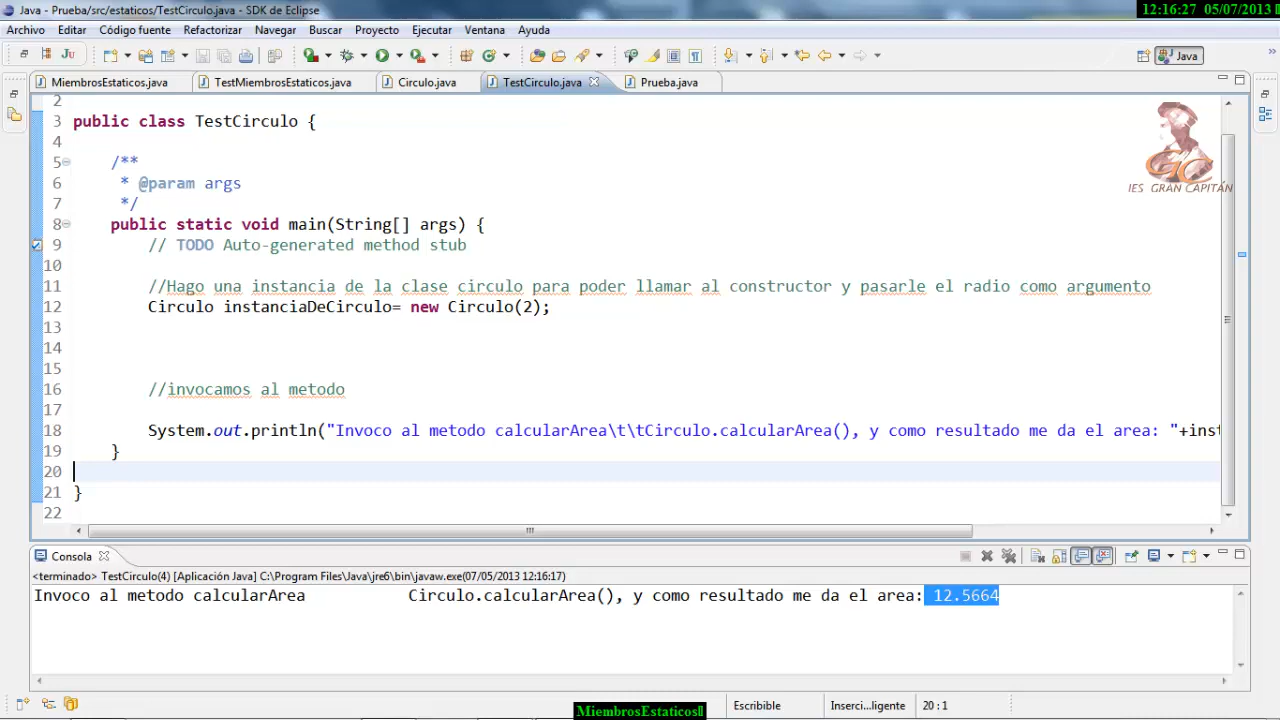 Java - Prueba/src/estaticos/TestCirculo.java - SDK de Eclipse
12:16:27 05/07/2013
Archivo Editar Código fuente Refactorizar Navegar Buscar Proyecto Ejecutar Ventana Ayuda
Java
MiembrosEstaticos.java TestMiembrosEstaticos.java Circulo.java TestCirculo.java Prueba.java
2
3 public class TestCirculo {
4
5 /**
6 * @param args
7 */
8 public static void main(String[] args) {
9 // TODO Auto-generated method stub
10
11 //Hago una instancia de la clase circulo para poder llamar al constructor y pasarle el radio como argumento
12 Circulo instanciaDeCirculo= new Circulo(2);
13
14
15
16 //invocamos al metodo
17
18 System.out.println("Invoco al metodo calcularArea\t\tCirculo.calcularArea(), y como resultado me da el area: "+inst
19 }
20
21 }
22
IES GRAN CAPITÁN
Consola
<terminado> TestCirculo(4) [Aplicación Java] C:\Program Files\Java\jre6\bin\javaw.exe(07/05/2013 12:16:17)
Invoco al metodo calcularArea Circulo.calcularArea(), y como resultado me da el area: 12.5664
MiembrosEstaticos
Escribible Inserci...ligente 20 : 1